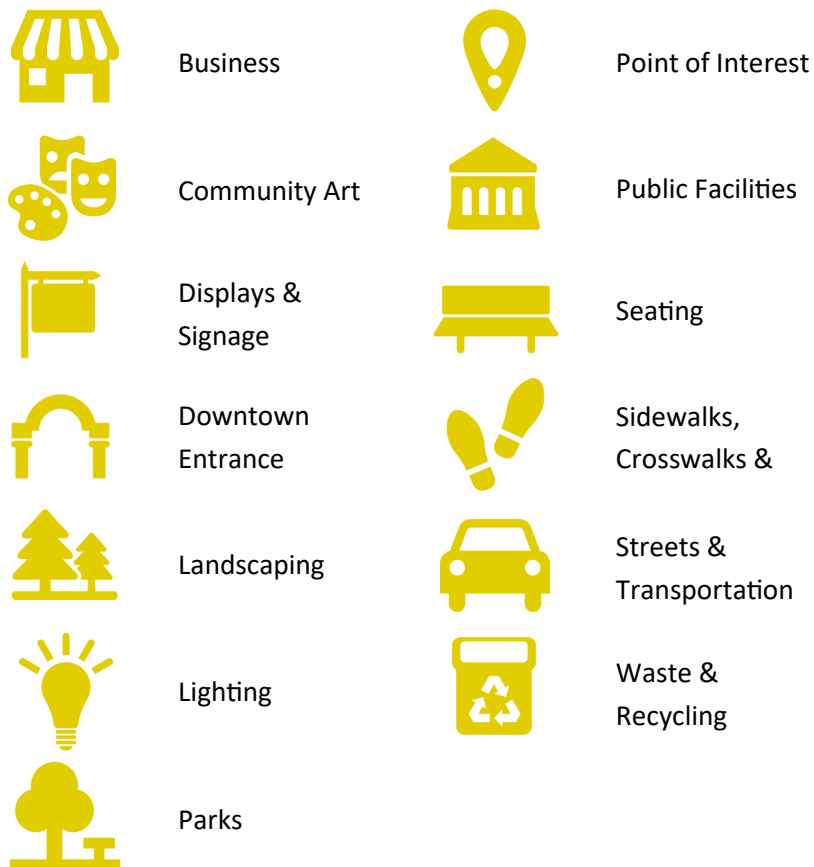 Business
Community Art
Displays &
Signage
Downtown
Entrance
Landscaping
Lighting
Parks
Point of Interest
Public Facilities
Seating
Sidewalks,
Crosswalks &
Streets &
Transportation
Waste &
Recycling